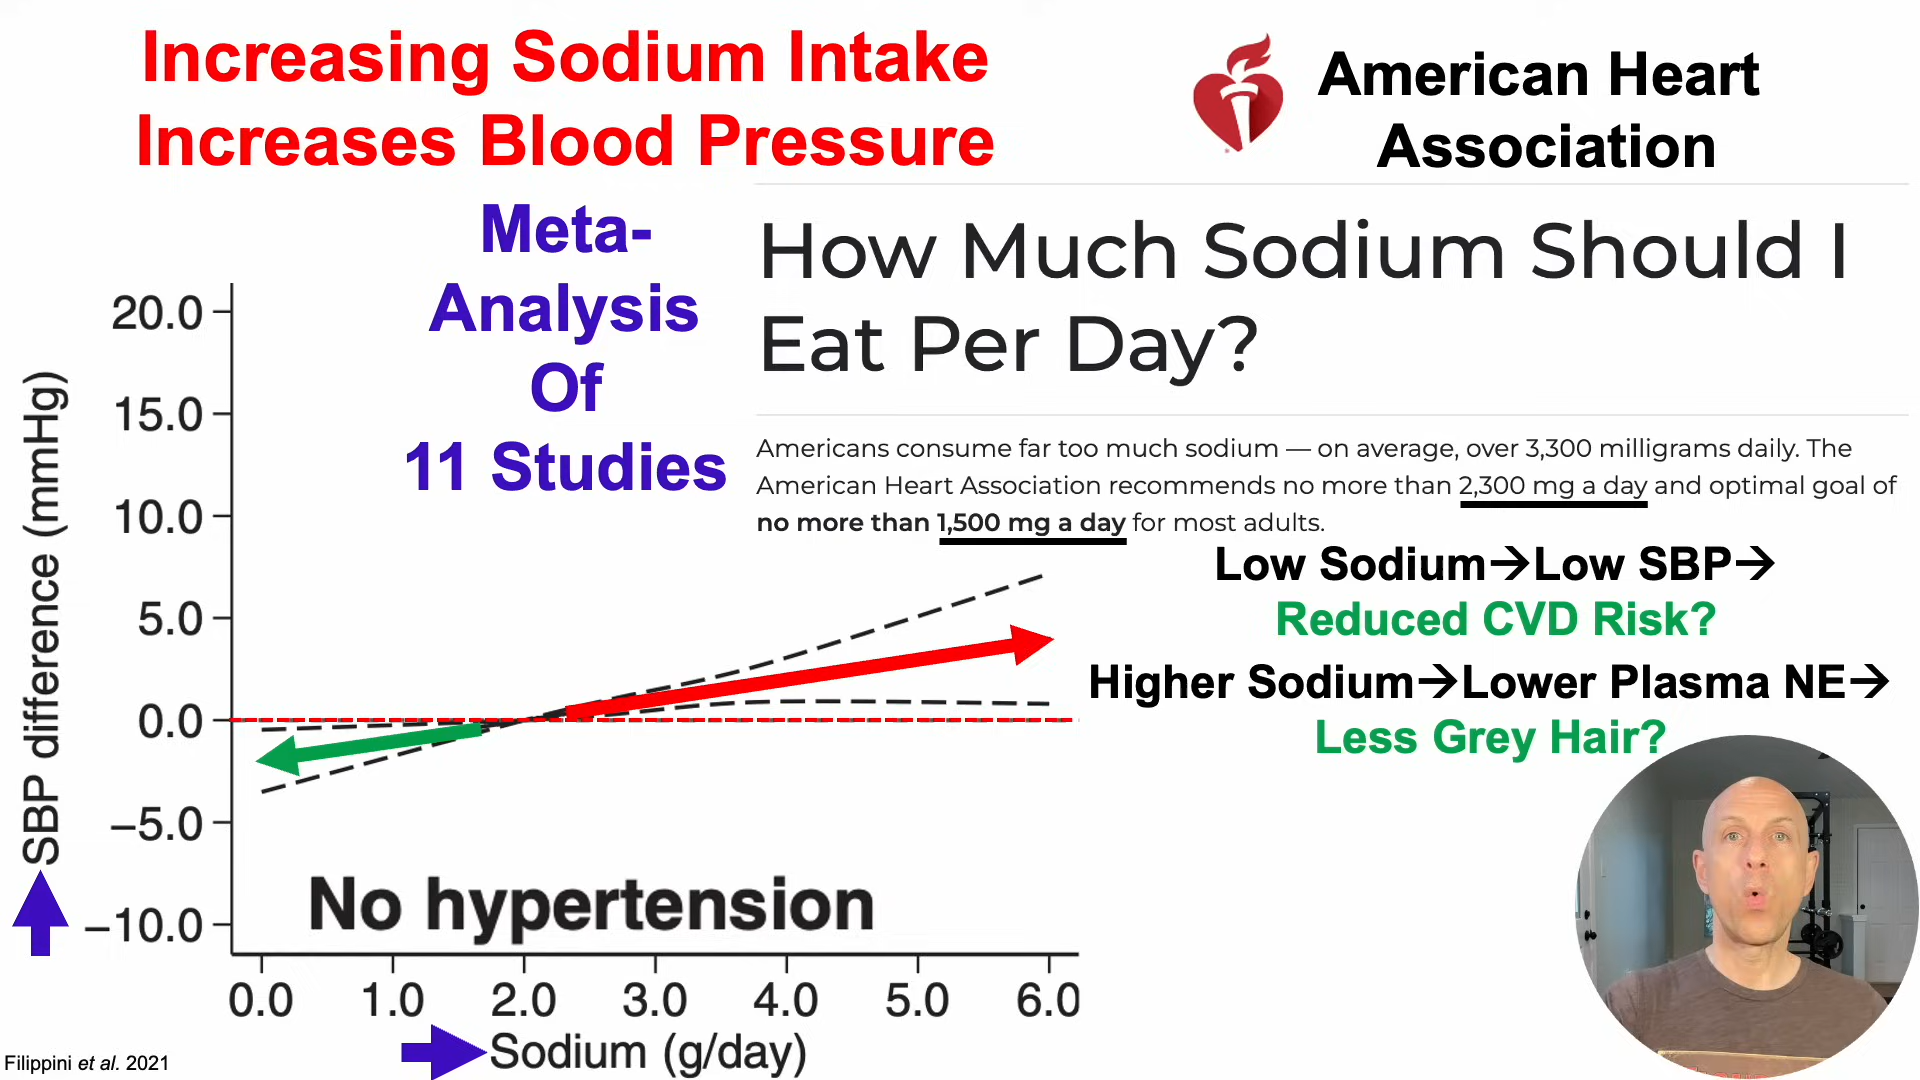 Increasing Sodium Intake
Increases Blood Pressure
American Heart
Association
Meta-
Analysis
Of
11 Studies
How Much Sodium Should I
Eat Per Day?
Americans consume far too much sodium — on average, over 3,300 milligrams daily. The
American Heart Association recommends no more than 2,300 mg a day and optimal goal of
no more than 1,500 mg a day for most adults.
Low Sodium→Low SBP→
Reduced CVD Risk?
Higher Sodium→Lower Plasma NE→
Less Grey Hair?
SBP difference (mmHg)
20.0
15.0
10.0
5.0
0.0
−5.0
−10.0
No hypertension
0.0 1.0 2.0 3.0 4.0 5.0 6.0
Sodium (g/day)
Filippini et al. 2021